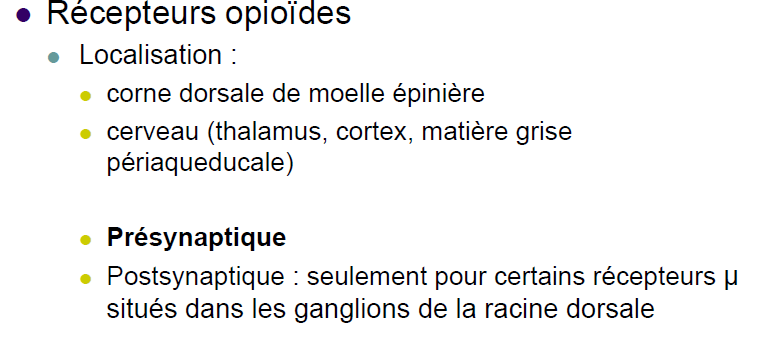 Récepteurs opioïdes
Localisation :
corne dorsale de moelle épinière
cerveau (thalamus, cortex, matière grise
périaqueducale)
Présynaptique
Postsynaptique : seulement pour certains récepteurs µ
situés dans les ganglions de la racine dorsale